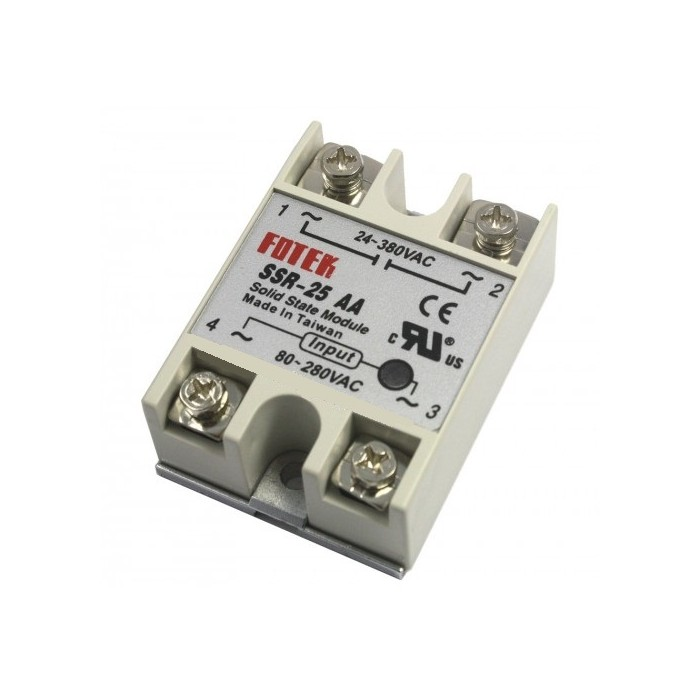 1 ~
24~380VAC
~ 2
FOTEK
SSR-25 AA
Solid State Module
Made In Taiwan
CE
c RU ® US
4 ~
Input
80~280VAC
~ 3